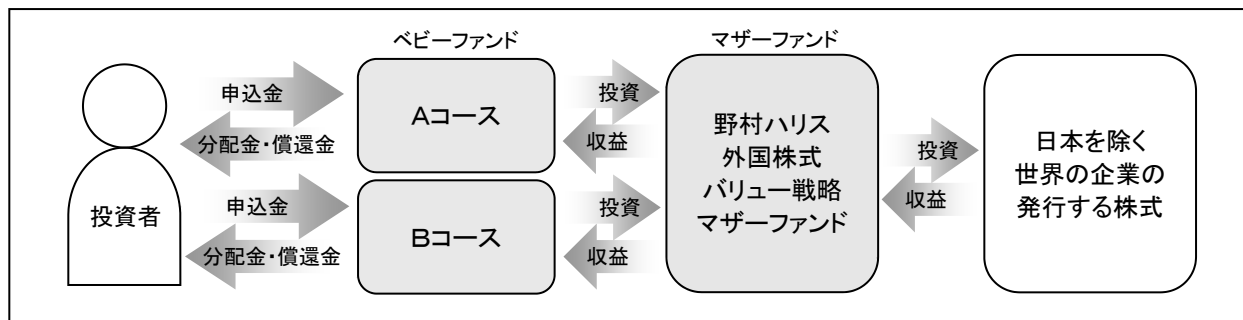 ベビーファンド
マザーファンド
申込金
分配金・償還金
申込金
分配金・償還金
投資者
Aコース
Bコース
投資
収益
投資
収益
野村ハリス
外国株式
バリュー戦略
マザーファンド
投資
収益
日本を除く
世界の企業の
発行する株式